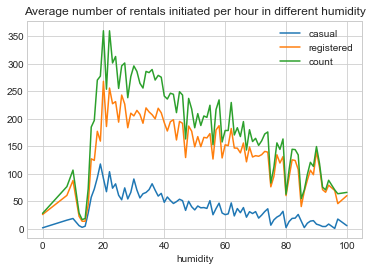 Average number of rentals initiated per hour in different humidity
casual
registered
count
350
300
250
200
150
100
50
0
0 20 40 60 80 100
humidity